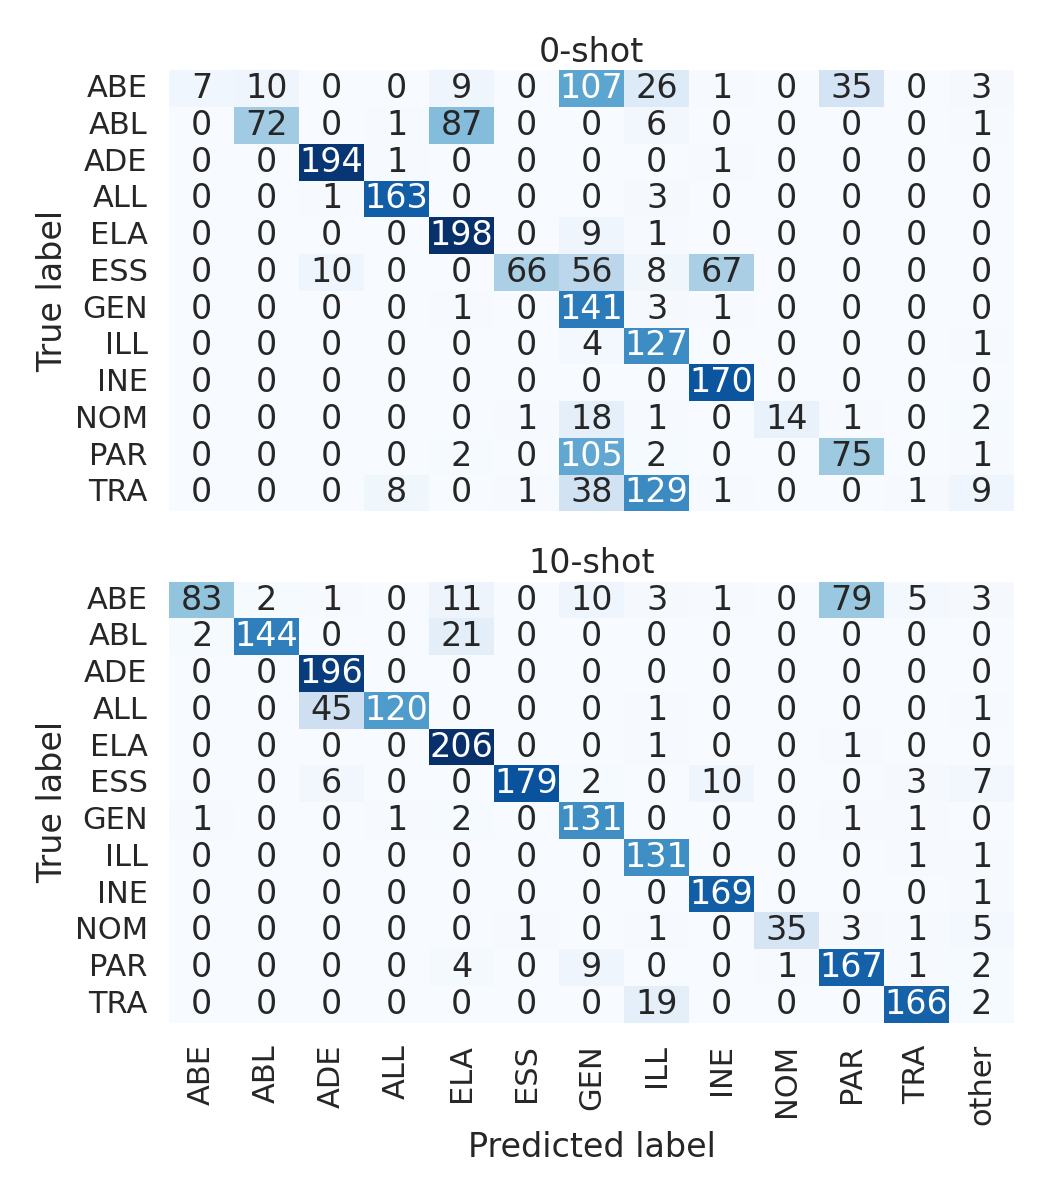 0-shot
True label
ABE 7 10 0 0 9 0 107 26 1 0 35 0 3
ABL 0 72 0 1 87 0 0 6 0 0 0 0 1
ADE 0 0 194 1 0 0 0 0 1 0 0 0 0
ALL 0 0 1 163 0 0 0 3 0 0 0 0 0
ELA 0 0 0 0 198 0 9 1 0 0 0 0 0
ESS 0 0 10 0 0 66 56 8 67 0 0 0 0
GEN 0 0 0 0 1 0 141 3 1 0 0 0 0
ILL 0 0 0 0 0 0 4 127 0 0 0 0 1
INE 0 0 0 0 0 0 0 0 170 0 0 0 0
NOM 0 0 0 0 0 1 18 1 0 14 1 0 2
PAR 0 0 0 0 2 0 105 2 0 0 75 0 1
TRA 0 0 0 8 0 1 38 129 1 0 0 1 9
10-shot
True label
ABE 83 2 1 0 11 0 10 3 1 0 79 5 3
ABL 2 144 0 0 21 0 0 0 0 0 0 0 0
ADE 0 0 196 0 0 0 0 0 0 0 0 0 0
ALL 0 0 45 120 0 0 0 1 0 0 0 0 1
ELA 0 0 0 0 206 0 0 1 0 0 1 0 0
ESS 0 0 6 0 0 179 2 0 10 0 0 3 7
GEN 1 0 0 1 2 0 131 0 0 0 1 1 0
ILL 0 0 0 0 0 0 0 131 0 0 0 1 1
INE 0 0 0 0 0 0 0 0 169 0 0 0 1
NOM 0 0 0 0 0 1 0 1 0 35 3 1 5
PAR 0 0 0 0 4 0 9 0 0 1 167 1 2
TRA 0 0 0 0 0 0 0 19 0 0 0 166 2
ABE ABL ADE ALL ELA ESS GEN ILL INE NOM PAR TRA other
Predicted label